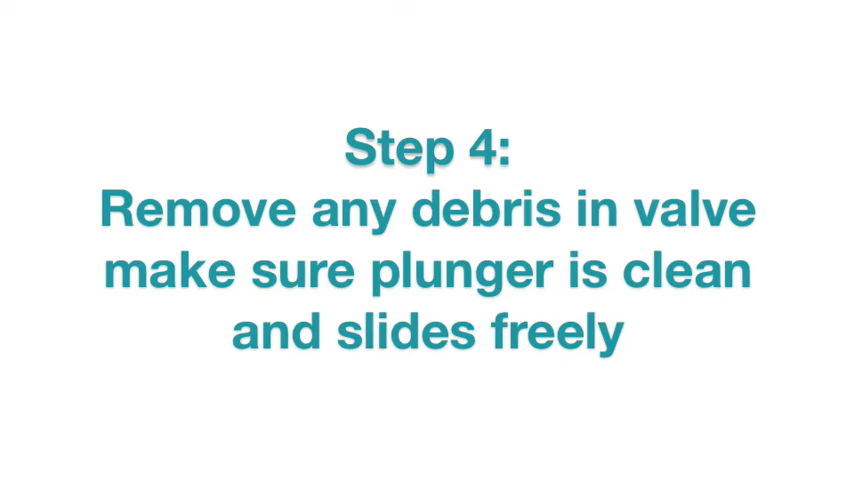 Step 4:
Remove any debris in valve
make sure plunger is clean
and slides freely